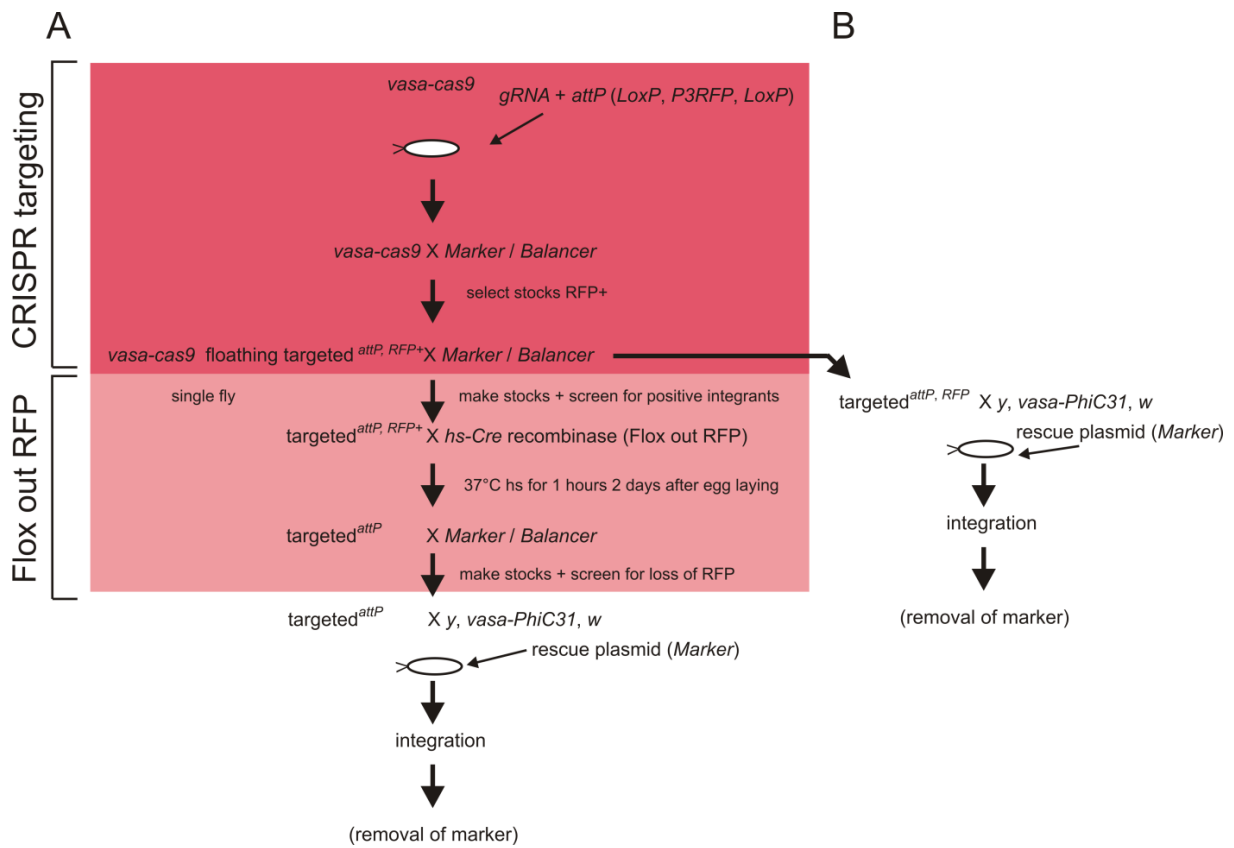 A
B
CRISPR targeting
vasa-cas9
gRNA + attP (LoxP, P3RFP, LoxP)
vasa-cas9 X Marker / Balancer
select stocks RFP+
vasa-cas9 floathing targeted attP, RFP+ X Marker / Balancer
Flox out RFP
single fly
make stocks + screen for positive integrants
targeted attP, RFP+ X hs-Cre recombinase (Flox out RFP)
37°C hs for 1 hours 2 days after egg laying
targeted attP X Marker / Balancer
make stocks + screen for loss of RFP
targeted attP X y, vasa-PhiC31, w
rescue plasmid (Marker)
integration
(removal of marker)
targeted attP, RFP X y, vasa-PhiC31, w
rescue plasmid (Marker)
integration
(removal of marker)